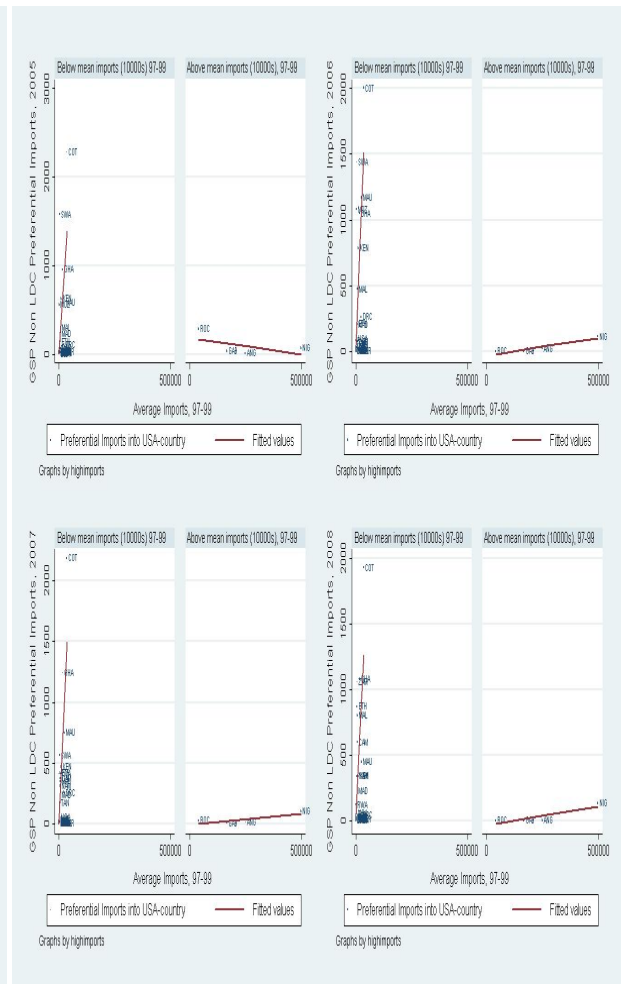 GSP Non LDC Preferential Imports, 2005
Below mean imports (10000s) 97-99
Above mean imports (10000s), 97-99
3000
2000
1000
0
COT
SWA
GHA
MAU
MAL
MAD
ROC
GAB
ANG
NIG
0
500000
0
500000
Average Imports, 97-99
Preferential Imports into USA-country
Fitted values
Graphs by highimports
GSP Non LDC Preferential Imports, 2006
Below mean imports (10000s) 97-99
Above mean imports (10000s), 97-99
2000
1500
1000
500
0
COT
SWA
MAU
GHA
KEN
MAL
DRC
ROC
GAB
ANG
NIG
0
500000
0
500000
Average Imports, 97-99
Preferential Imports into USA-country
Fitted values
Graphs by highimports
GSP Non LDC Preferential Imports, 2007
Below mean imports (10000s) 97-99
Above mean imports (10000s), 97-99
2000
1500
1000
500
0
COT
GHA
MAU
SWA
KEN
TAN
ROC
GAB
ANG
NIG
0
500000
0
500000
Average Imports, 97-99
Preferential Imports into USA-country
Fitted values
Graphs by highimports
GSP Non LDC Preferential Imports, 2008
Below mean imports (10000s) 97-99
Above mean imports (10000s), 97-99
2000
1500
1000
500
0
COT
GHA
ETH
MAL
CAM
MAU
MAD
RWA
ROC
GAB
ANG
NIG
0
500000
0
500000
Average Imports, 97-99
Preferential Imports into USA-country
Fitted values
Graphs by highimports